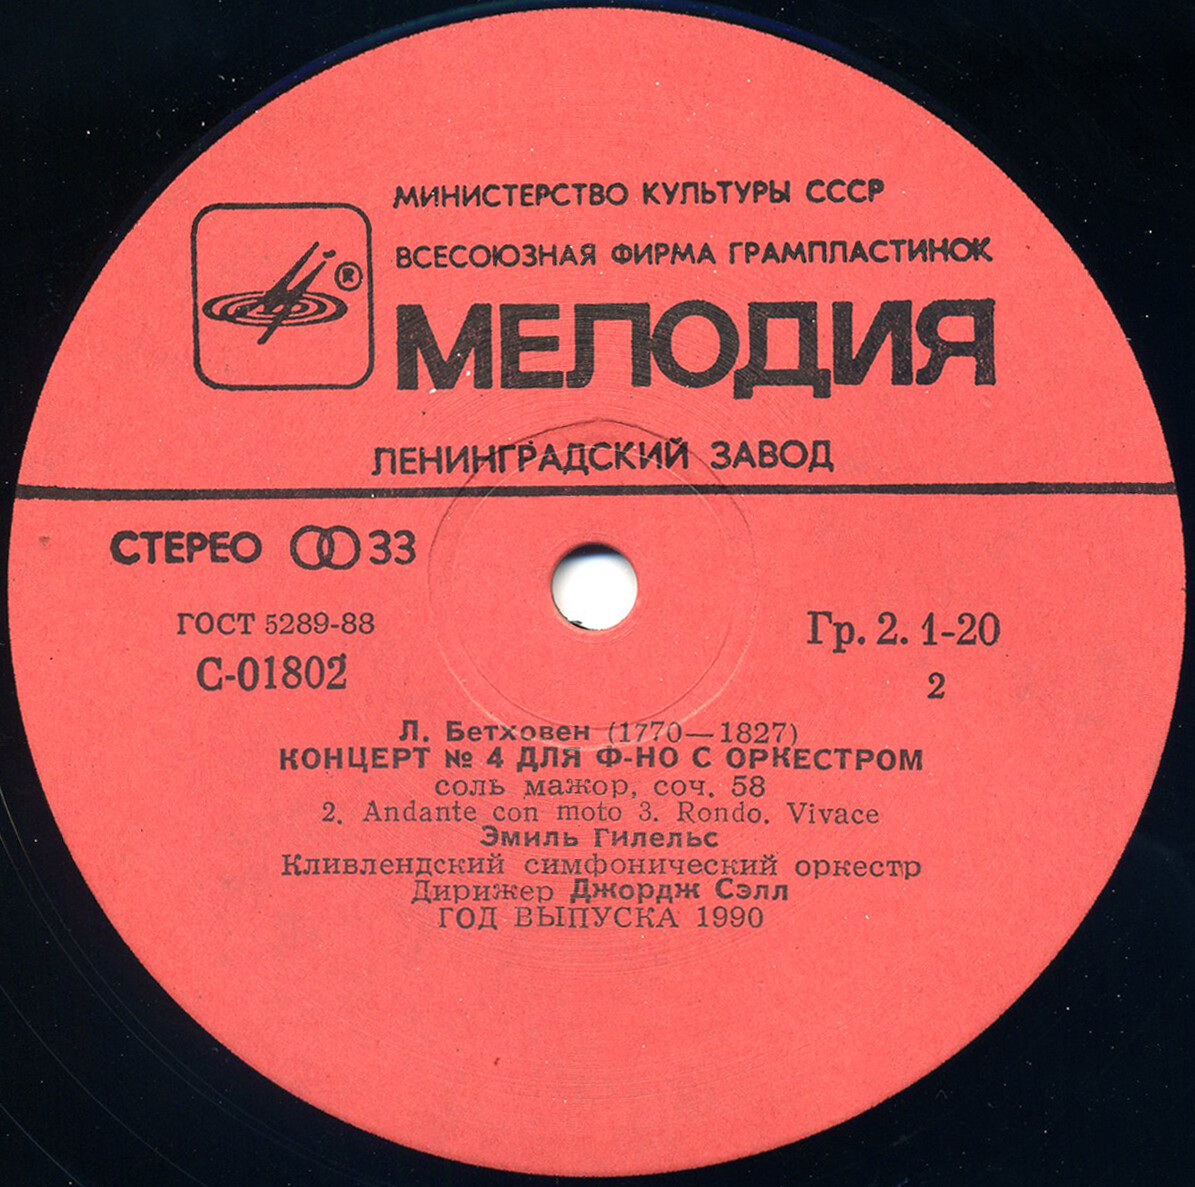 МИНИСТЕРСТВО КУЛЬТУРЫ СССР
ВСЕСОЮЗНАЯ ФИРМА ГРАМПЛАСТИНОК
®
МЕЛОДИЯ
ЛЕНИНГРАДСКИЙ ЗАВОД
СТЕРЕО 33
ГОСТ 5289-88
Гр. 2. 1-20
С-01802
2
Л. Бетховен (1770—1827)
КОНЦЕРТ № 4 ДЛЯ Ф-НО С ОРКЕСТРОМ
соль мажор, соч. 58
2. Andante con moto 3. Rondo. Vivace
Эмиль Гилельс
Кливлендский симфонический оркестр
Дирижер Джордж Сэлл
ГОД ВЫПУСКА 1990